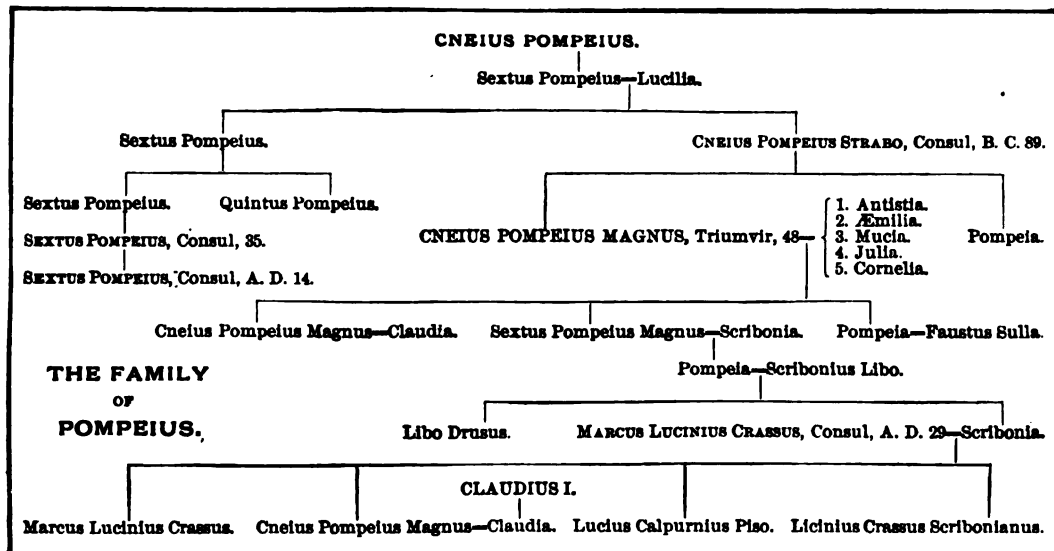 CNEIUS POMPEIUS.
Sextus Pompeius—Lucilia.
Sextus Pompeius.
CNEIUS POMPEIUS STRABO, Consul, B. C. 89.
Sextus Pompeius.
Quintus Pompeius.
SEXTUS POMPEIUS, Consul, 35.
SEXTUS POMPEIUS, Consul, A. D. 14.
CNEIUS POMPEIUS MAGNUS, Triumvir, 48—
1. Antistia.
2. Æmilia.
3. Mucia.
4. Julia.
5. Cornelia.
Pompeia.
Cneius Pompeius Magnus—Claudia.
Sextus Pompeius Magnus—Scribonia.
Pompeia—Faustus Sulla.
Pompeia—Scribonius Libo.
THE FAMILY
OF
POMPEIUS.
Libo Drusus.
MARCUS LUCINIUS CRASSUS, Consul, A. D. 29—Scribonia.
CLAUDIUS I.
Marcus Lucinius Crassus.
Cneius Pompeius Magnus—Claudia.
Lucius Calpurnius Piso.
Licinius Crassus Scribonianus.